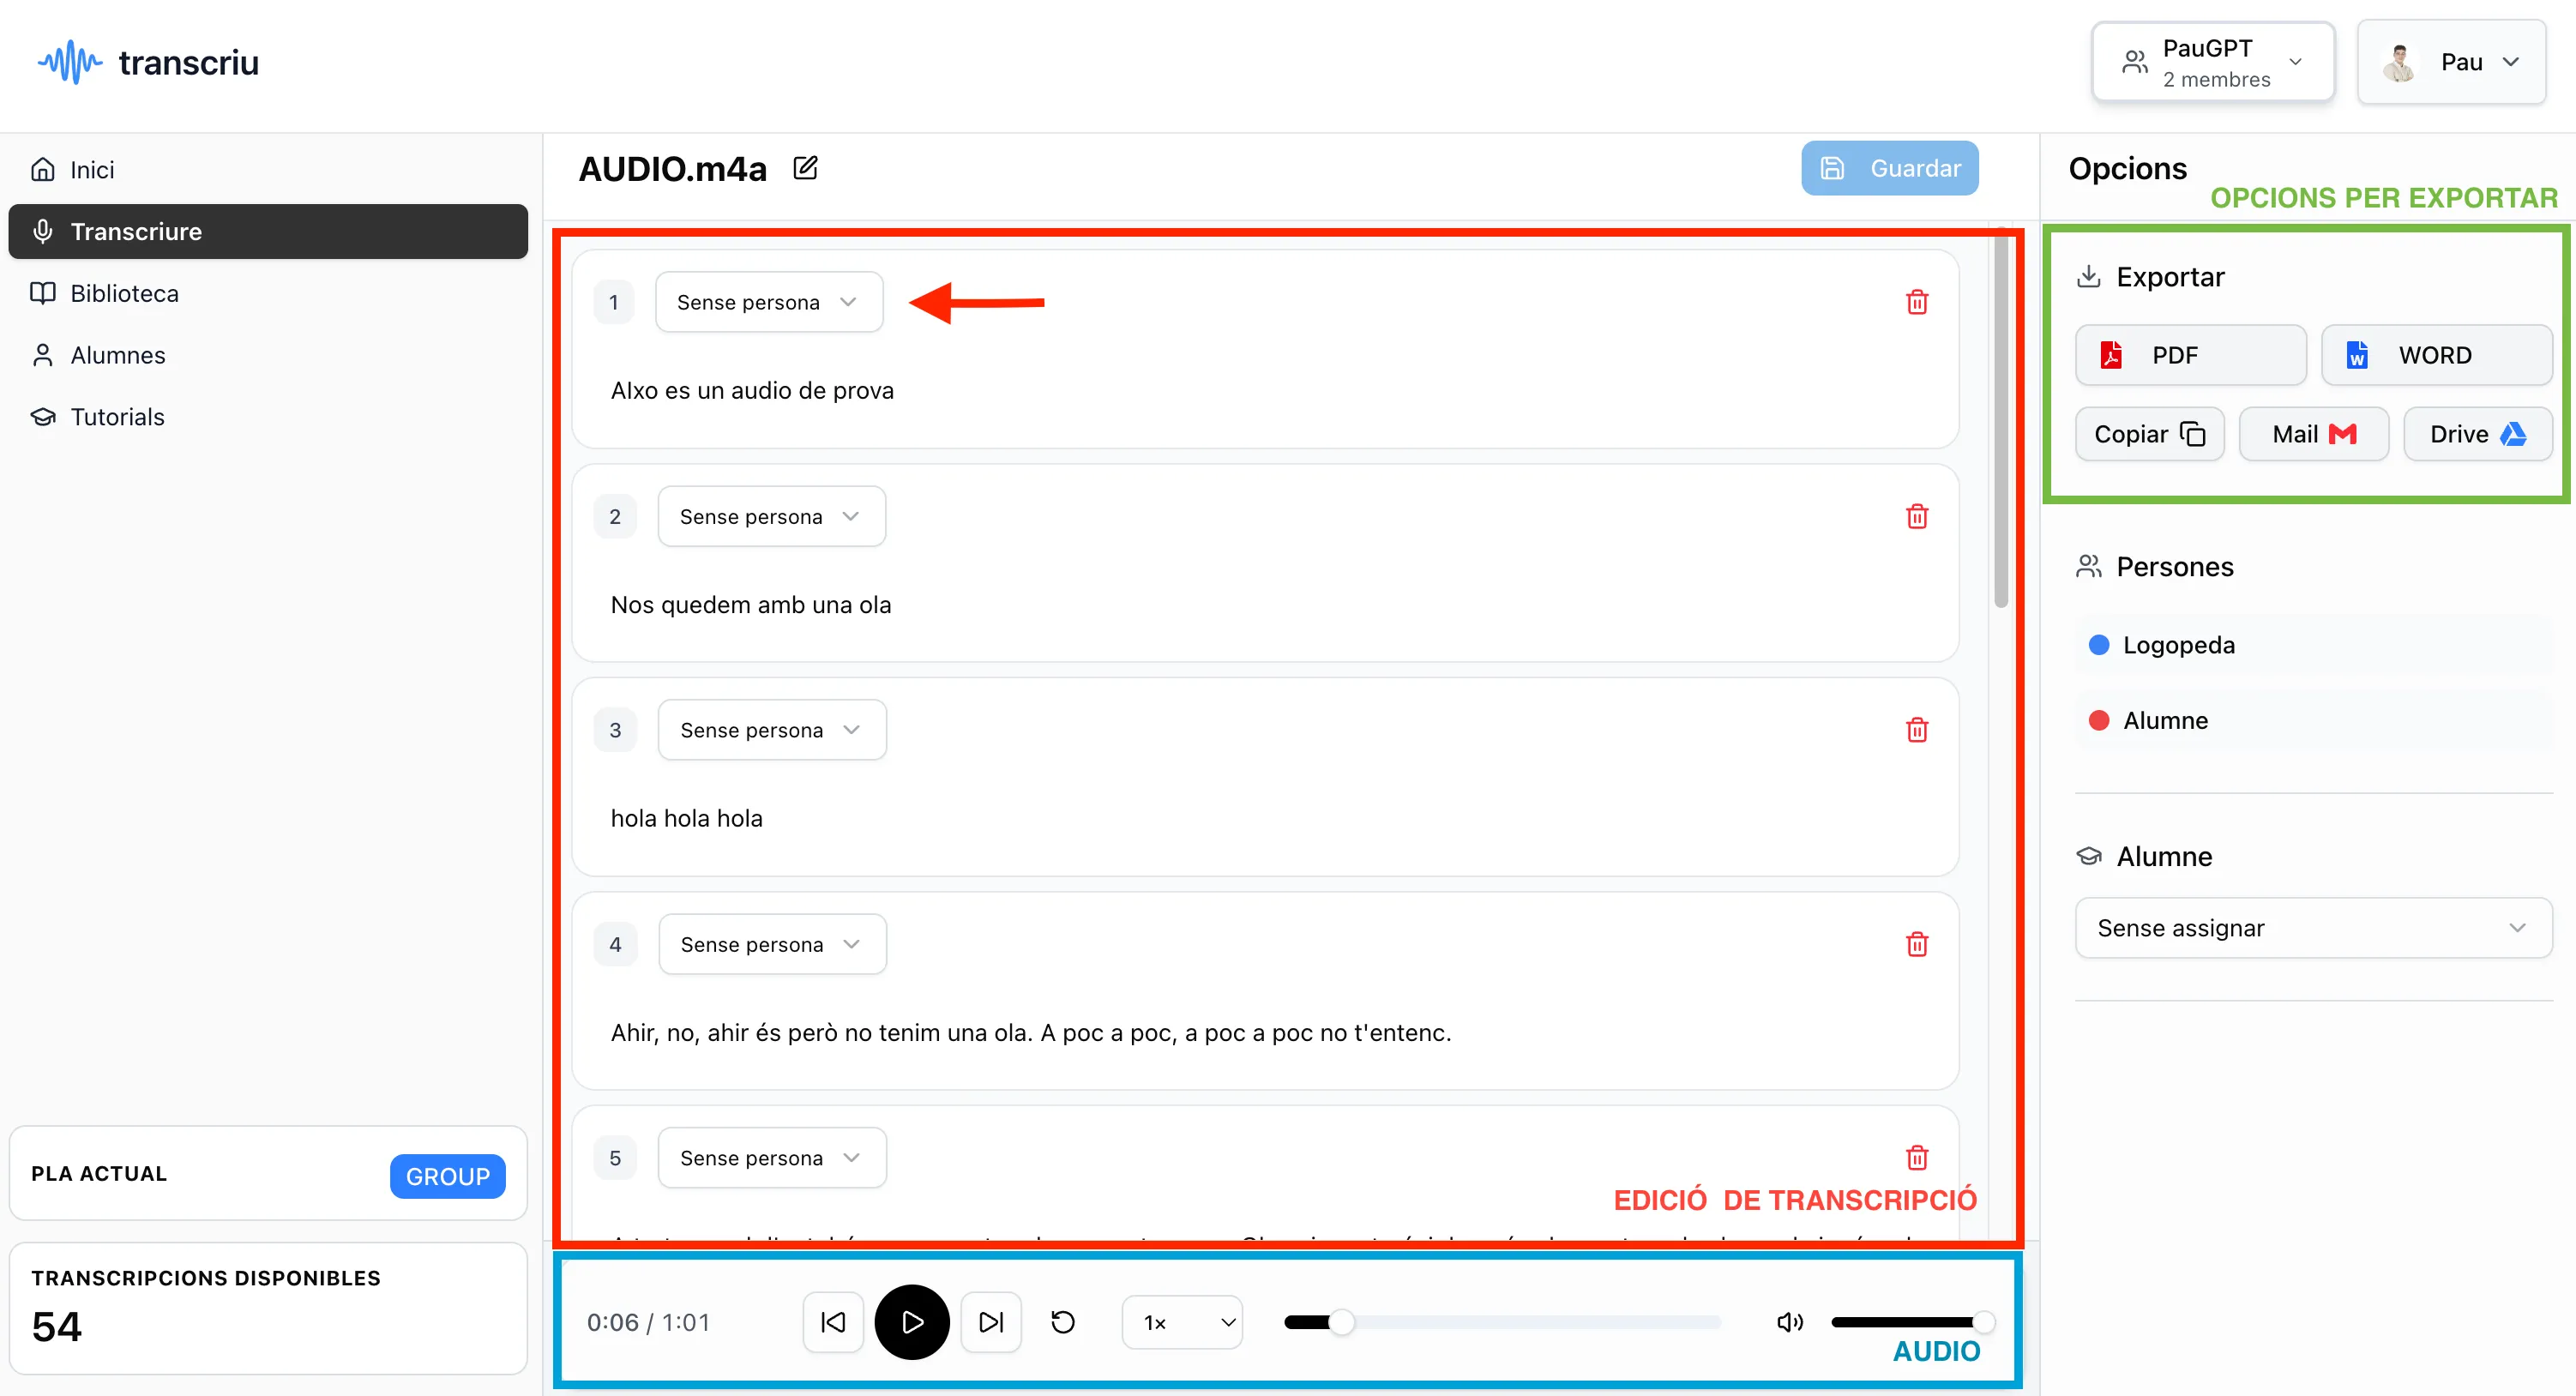 transcriu
PauGPT
2 membres
Pau
Inici
Transcriure
Biblioteca
Alumnes
Tutorials
PLA ACTUAL
GROUP
TRANSCRIPCIONS DISPONIBLES
54
AUDIO.m4a
Guardar
1
Sense persona
AIxo es un audio de prova
2
Sense persona
Nos quedem amb una ola
3
Sense persona
hola hola hola
4
Sense persona
Ahir, no, ahir és però no tenim una ola. A poc a poc, a poc a poc no t'entenc.
5
Sense persona
EDICIÓ DE TRANSCRIPCIÓ
0:06 / 1:01
1x
AUDIO
Opcions
OPCIONS PER EXPORTAR
Exportar
PDF
WORD
Copiar
Mail
Drive
Persones
Logopeda
Alumne
Alumne
Sense assignar